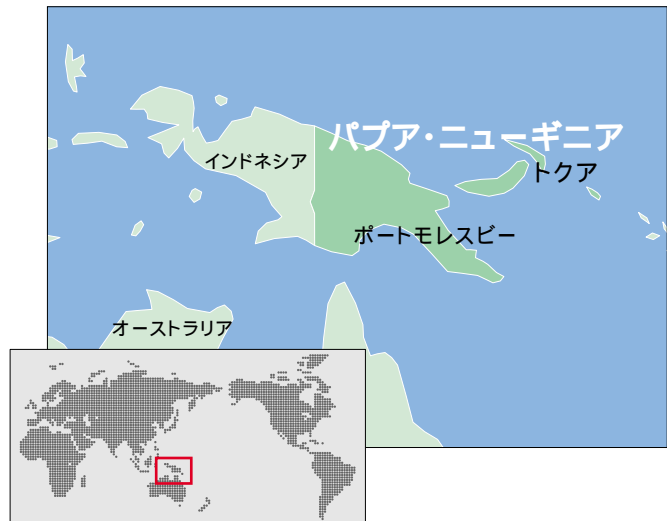 パプア・ニューギニア
インドネシア
トクア
ポートモレスビー
オーストラリア